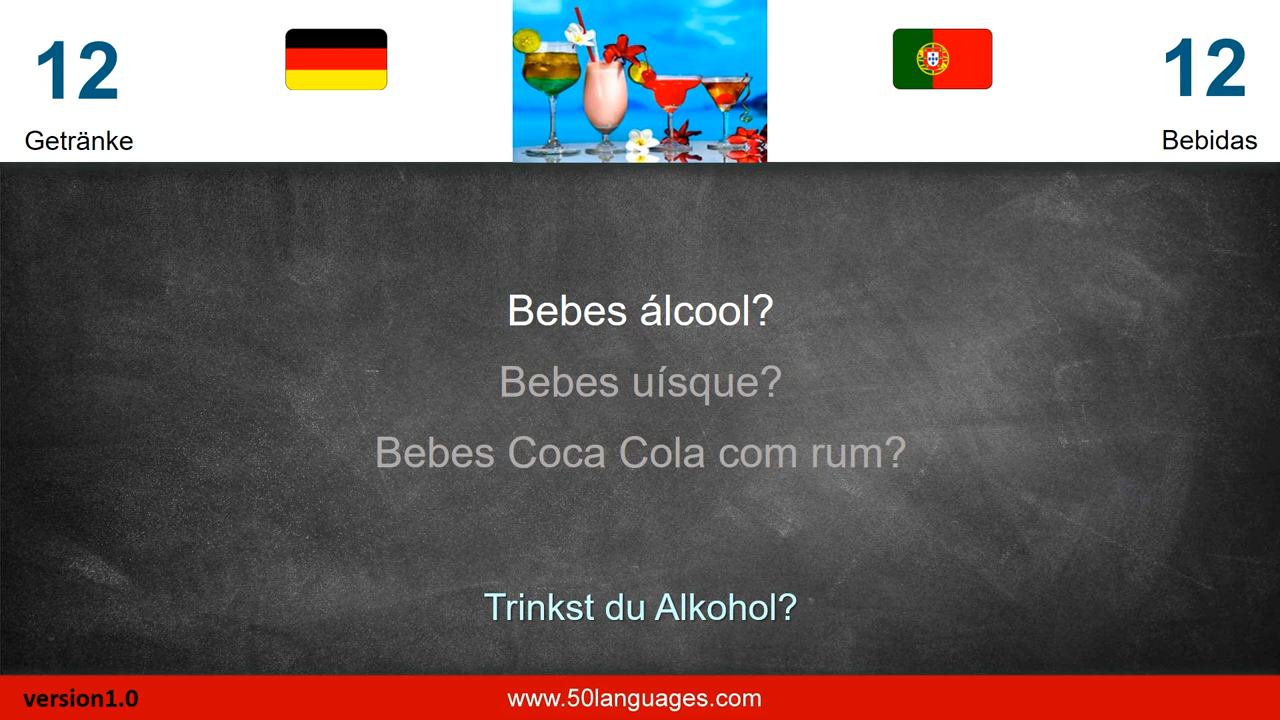 12
Getränke
12
Bebidas
Bebes álcool?
Bebes uísque?
Bebes Coca Cola com rum?
Trinkst du Alkohol?
version1.0
www.50languages.com